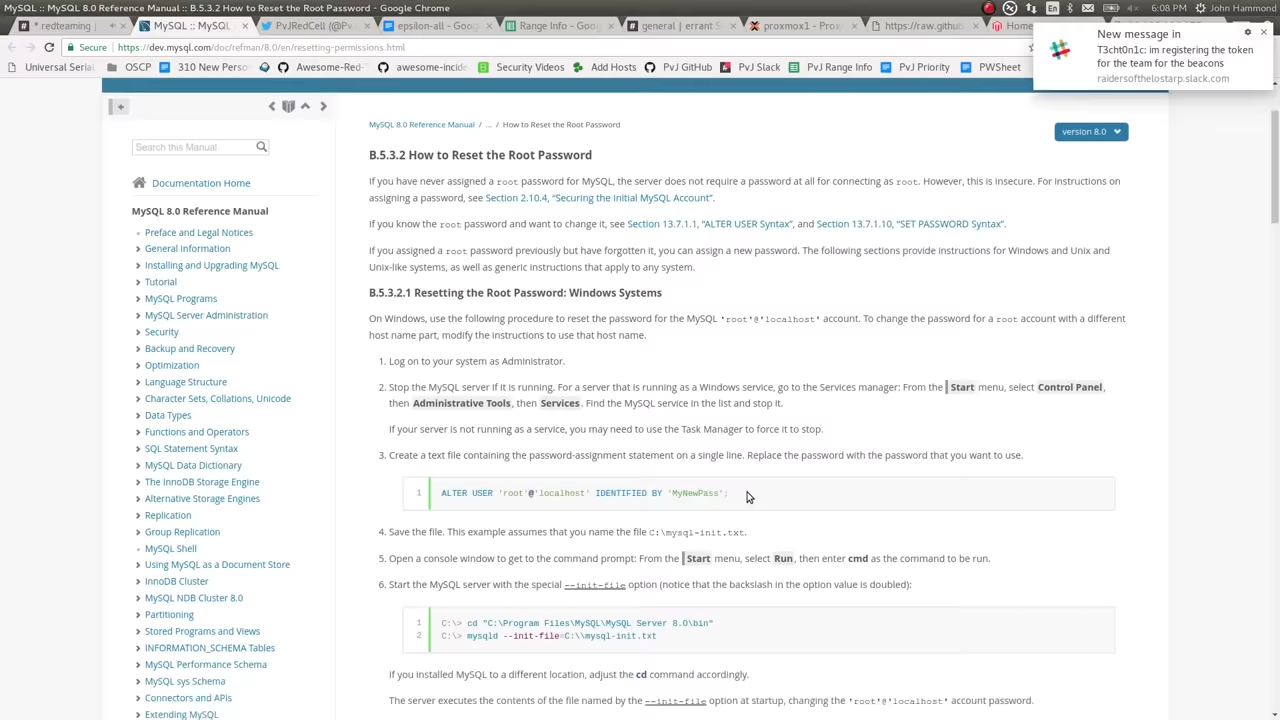 MySQL :: MySQL 8.0 Reference Manual :: B.5.3.2 How to Reset the Root Password - Google Chrome
6:08 PM
John Hammond
# redteaming |
MySQL :: MySQL
PvJRedCell (@Pv
epsilon-all - Goog
Range Info - Goog
# general | errant S
proxmox1 - Prox
https://raw.githu
Home
Secure
https://dev.mysql.com/doc/refman/8.0/en/resetting-permissions.html
Universal Serial
OSCP
310 New Person
Awesome-Red-T
awesome-incide
Security Videos
Add Hosts
PvJ GitHub
PvJ Slack
PvJ Range Info
PvJ Priority
PWSheet
New message in
T3cht0n1c: im registering the token
for the team for the beacons
raidersofthelostarp.slack.com
MySQL 8.0 Reference Manual / ... / How to Reset the Root Password
version 8.0
Search this Manual
Documentation Home
MySQL 8.0 Reference Manual
Preface and Legal Notices
General Information
Installing and Upgrading MySQL
Tutorial
MySQL Programs
MySQL Server Administration
Security
Backup and Recovery
Optimization
Language Structure
Character Sets, Collations, Unicode
Data Types
Functions and Operators
SQL Statement Syntax
MySQL Data Dictionary
The InnoDB Storage Engine
Alternative Storage Engines
Replication
Group Replication
MySQL Shell
Using MySQL as a Document Store
InnoDB Cluster
MySQL NDB Cluster 8.0
Partitioning
Stored Programs and Views
INFORMATION_SCHEMA Tables
MySQL Performance Schema
MySQL sys Schema
Connectors and APIs
Extending MySQL
B.5.3.2 How to Reset the Root Password
If you have never assigned a root password for MySQL, the server does not require a password at all for connecting as root. However, this is insecure. For instructions on
assigning a password, see Section 2.10.4, “Securing the Initial MySQL Account”.
If you know the root password and want to change it, see Section 13.7.1.1, “ALTER USER Syntax”, and Section 13.7.1.10, “SET PASSWORD Syntax”.
If you assigned a root password previously but have forgotten it, you can assign a new password. The following sections provide instructions for Windows and Unix and
Unix-like systems, as well as generic instructions that apply to any system.
B.5.3.2.1 Resetting the Root Password: Windows Systems
On Windows, use the following procedure to reset the password for the MySQL 'root'@'localhost' account. To change the password for a root account with a different
host name part, modify the instructions to use that host name.
1. Log on to your system as Administrator.
2. Stop the MySQL server if it is running. For a server that is running as a Windows service, go to the Services manager: From the Start menu, select Control Panel,
then Administrative Tools, then Services. Find the MySQL service in the list and stop it.
If your server is not running as a service, you may need to use the Task Manager to force it to stop.
3. Create a text file containing the password-assignment statement on a single line. Replace the password with the password that you want to use.
1 ALTER USER 'root'@'localhost' IDENTIFIED BY 'MyNewPass';
4. Save the file. This example assumes that you name the file C:\mysql-init.txt.
5. Open a console window to get to the command prompt: From the Start menu, select Run, then enter cmd as the command to be run.
6. Start the MySQL server with the special --init-file option (notice that the backslash in the option value is doubled):
1 C:\> cd "C:\Program Files\MySQL\MySQL Server 8.0\bin"
2 C:\> mysqld --init-file=C:\\mysql-init.txt
If you installed MySQL to a different location, adjust the cd command accordingly.
The server executes the contents of the file named by the --init-file option at startup, changing the 'root'@'localhost' account password.